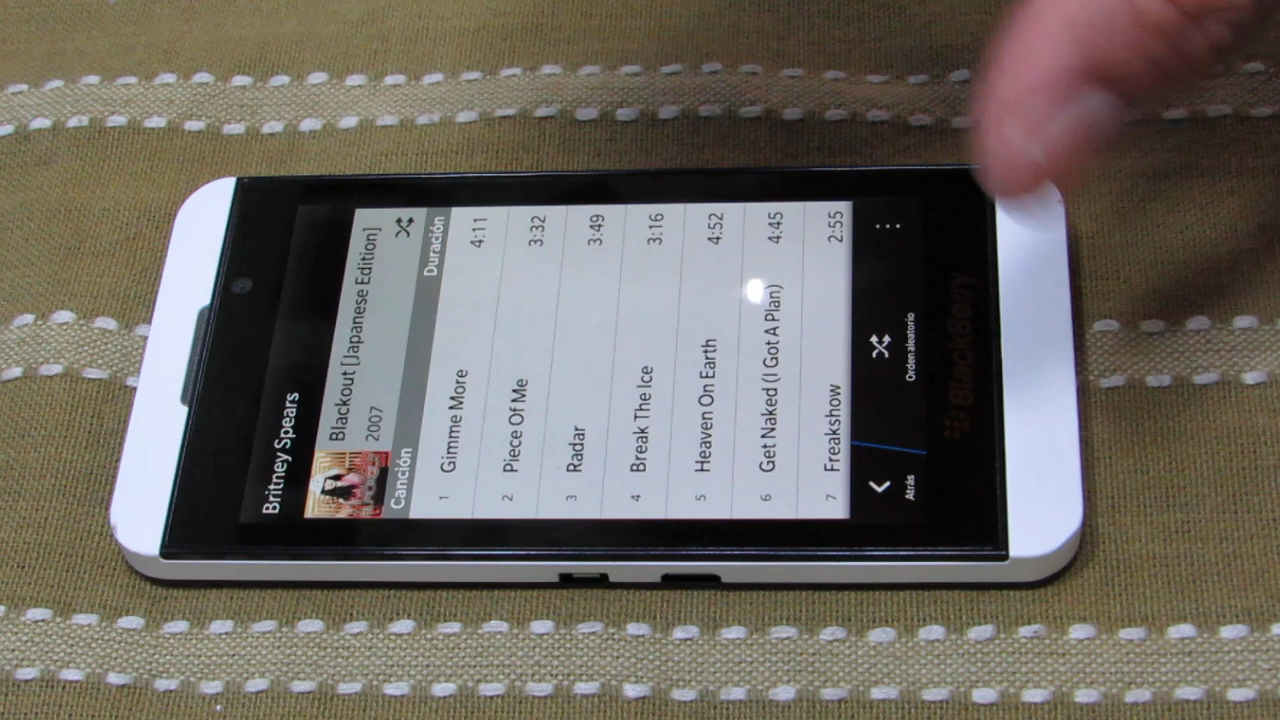 Britney Spears
Blackout [Japanese Edition]
2007
Canción Duración
1 Gimme More 4:11
2 Piece Of Me 3:32
3 Radar 3:49
4 Break The Ice 3:16
5 Heaven On Earth 4:52
6 Get Naked (I Got A Plan) 4:45
7 Freakshow 2:55
Atrás Orden aleatorio
BlackBerry